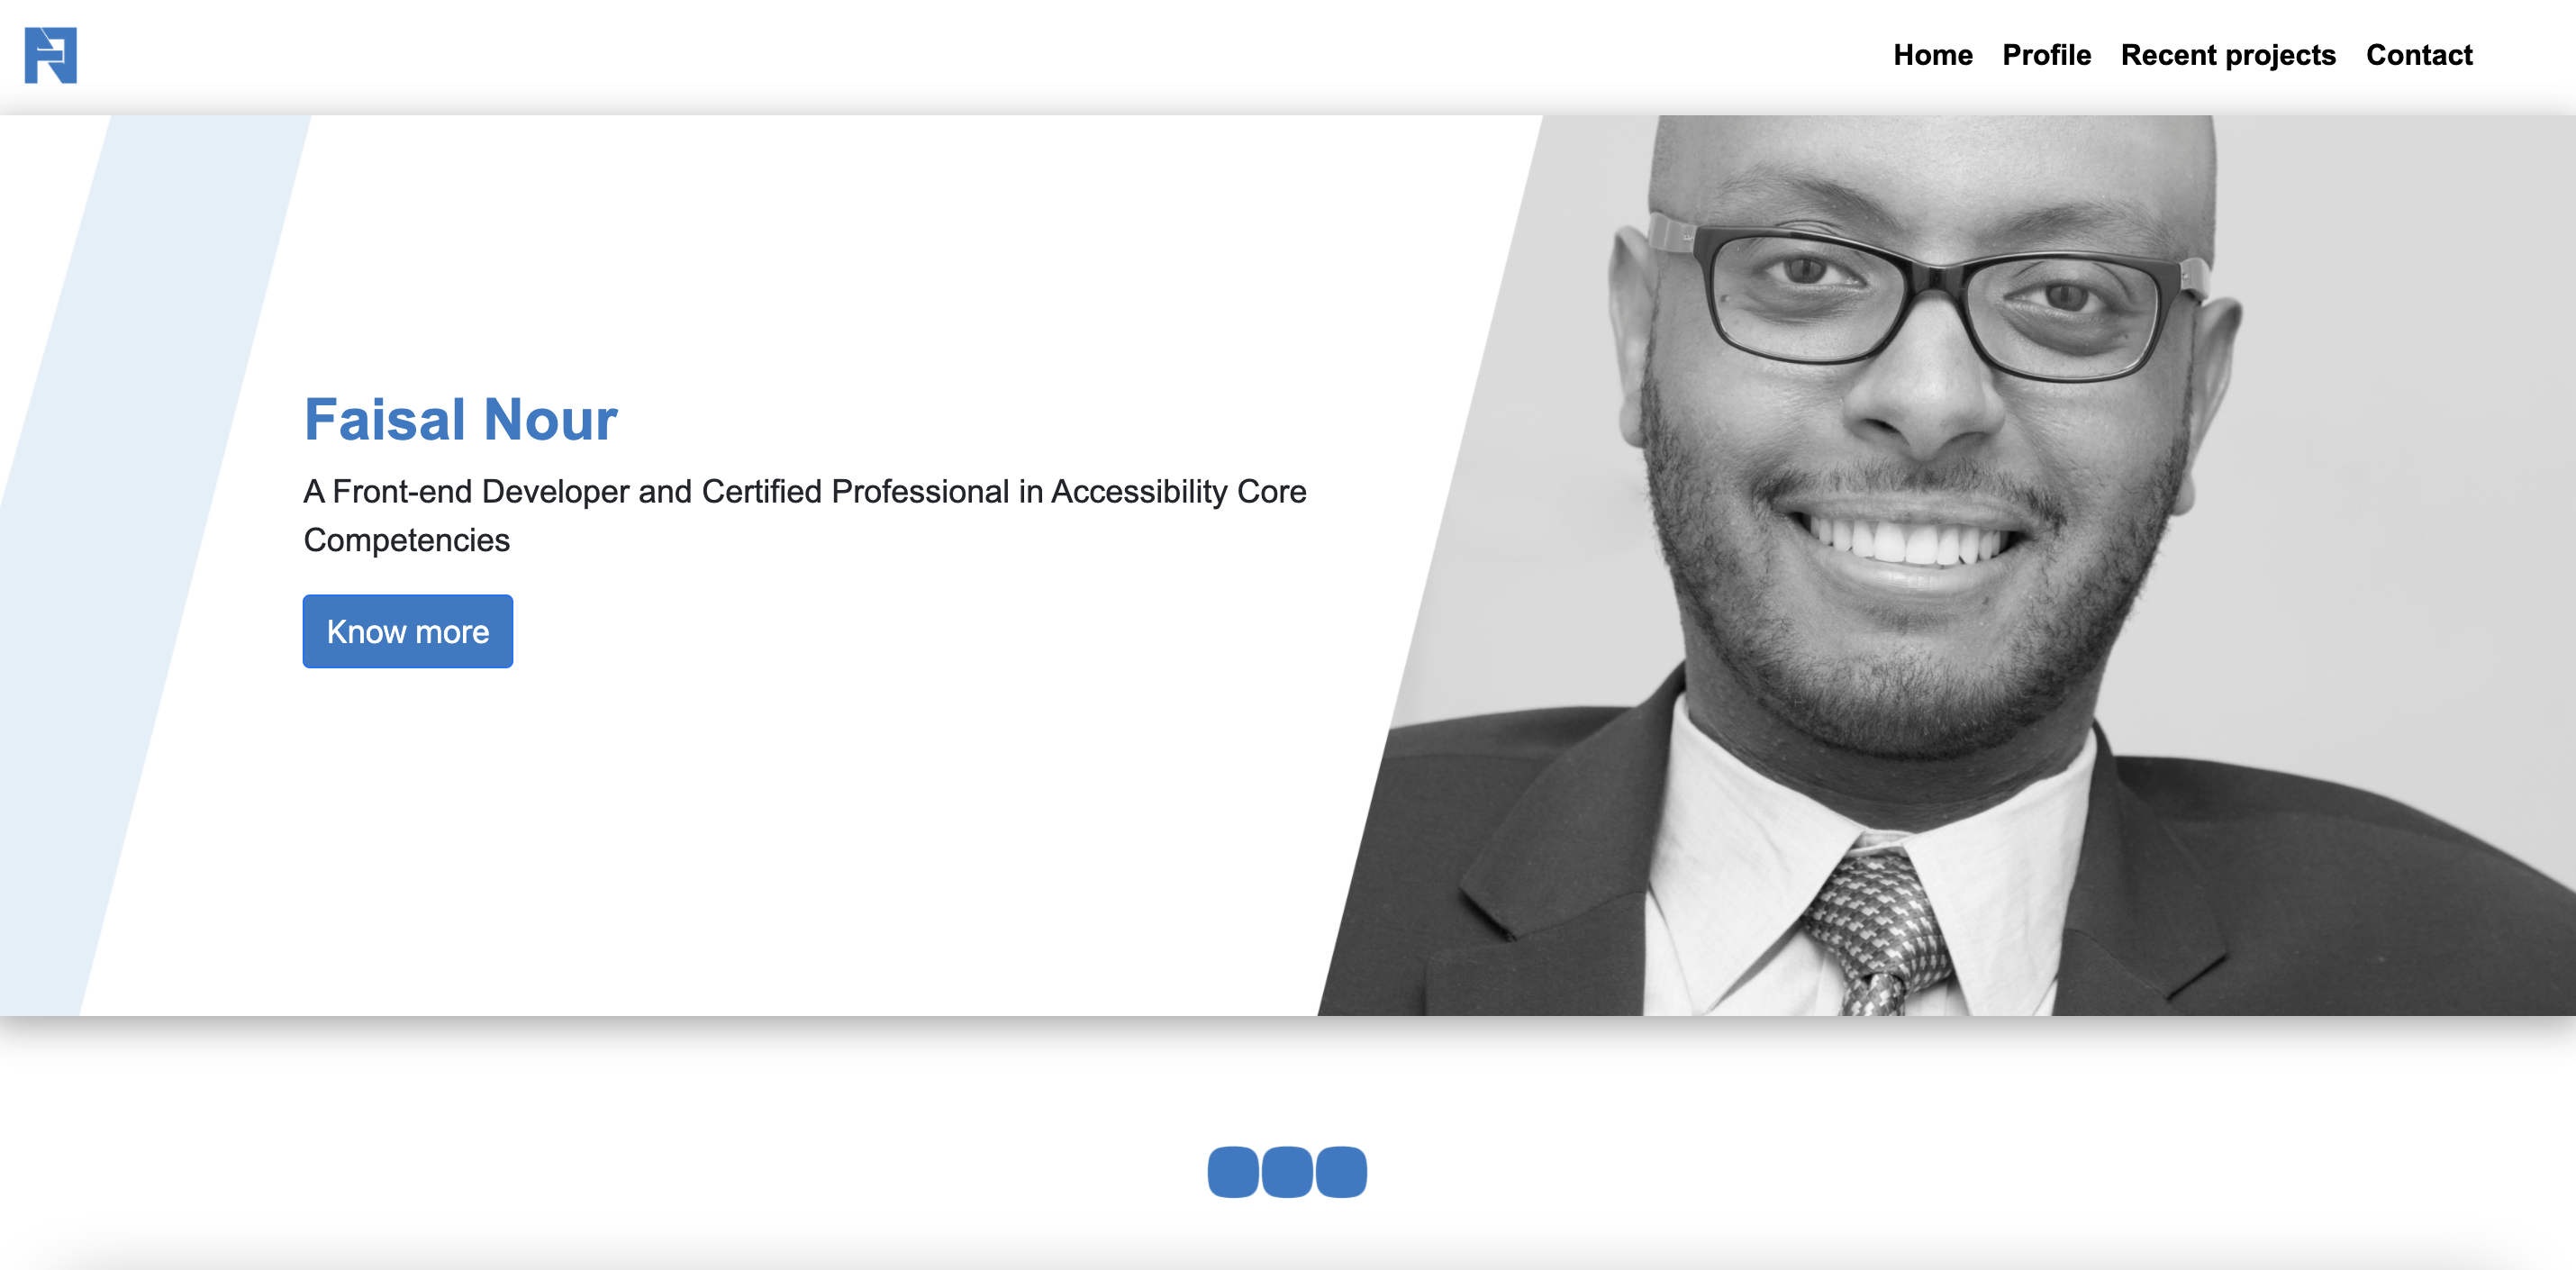 Home Profile Recent projects Contact
Faisal Nour
A Front-end Developer and Certified Professional in Accessibility Core
Competencies
Know more